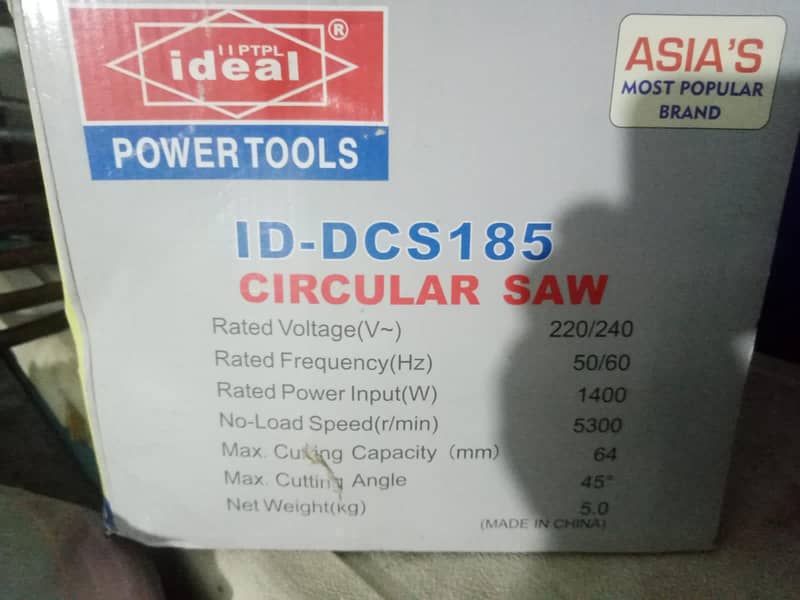 IIPTPL
ideal ®
POWER TOOLS
ASIA'S
MOST POPULAR
BRAND
ID-DCS185
CIRCULAR SAW
Rated Voltage(V~) 220/240
Rated Frequency(Hz) 50/60
Rated Power Input(W) 1400
No-Load Speed(r/min) 5300
Max. Cutting Capacity (mm) 64
Max. Cutting Angle 45°
Net Weight(kg) 5.0
(MADE IN CHINA)